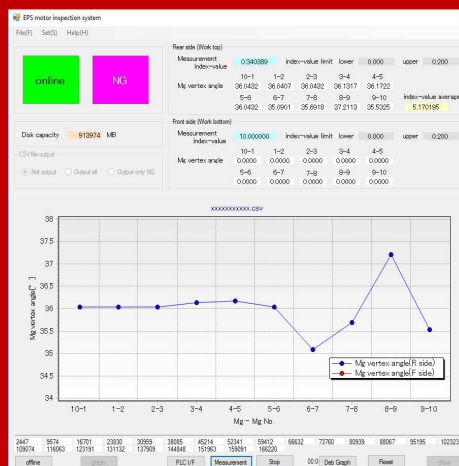 EPS motor inspection system
File(F) Set(S) Help(H)
online
NG
Disk capacity 913974 MB
CSV file output
Not output Output all Output only NG
Rear side (Work top)
Measurement index-value 0.340389 index-value limit lower 0.000 upper 0.200
10-1 1-2 2-3 3-4 4-5
Mg vertex angle 36.0432 36.0407 36.0432 36.1317 36.1722
5-6 6-7 7-8 8-9 9-10 index-value average
36.0432 35.0901 35.6918 37.2113 35.5325 5.170195
Front side (Work bottom)
Measurement index-value 10.000000 index-value limit lower 0.000 upper 0.200
10-1 1-2 2-3 3-4 4-5
Mg vertex angle 0.0000 0.0000 0.0000 0.0000 0.0000
5-6 6-7 7-8 8-9 9-10
0.0000 0.0000 0.0000 0.0000 0.0000
xxxxxxxxxxx.csv
38
37.5
37
36.5
36
35.5
35
34.5
34
Mg vertex angle[°]
Mg vertex angle(R side)
Mg vertex angle(F side)
10-1 1-2 2-3 3-4 4-5 5-6 6-7 7-8 8-9 9-10
Mg - Mg No.
2447 9574 16701 23830 30959 38085 45214 52341 59412 66632 73760 80939 88067 95195 102323
109074 116063 123191 131132 137909 144848 151963 159091 166220
offline graph PLC I/F Measurement Stop 00:0 Deb Graph Reset close